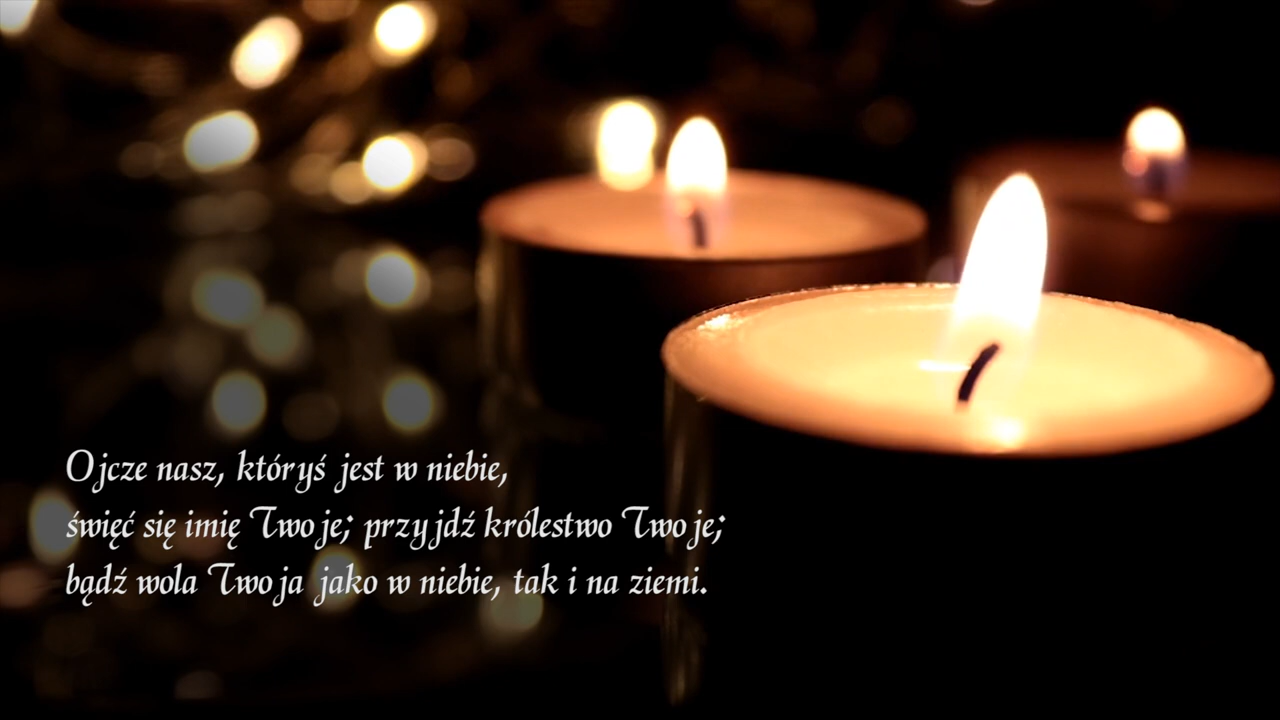 Ojcze nasz, któryś jest w niebie,
święć się imię Twoje; przyjdź królestwo Twoje;
bądź wola Twoja jako w niebie, tak i na ziemi.